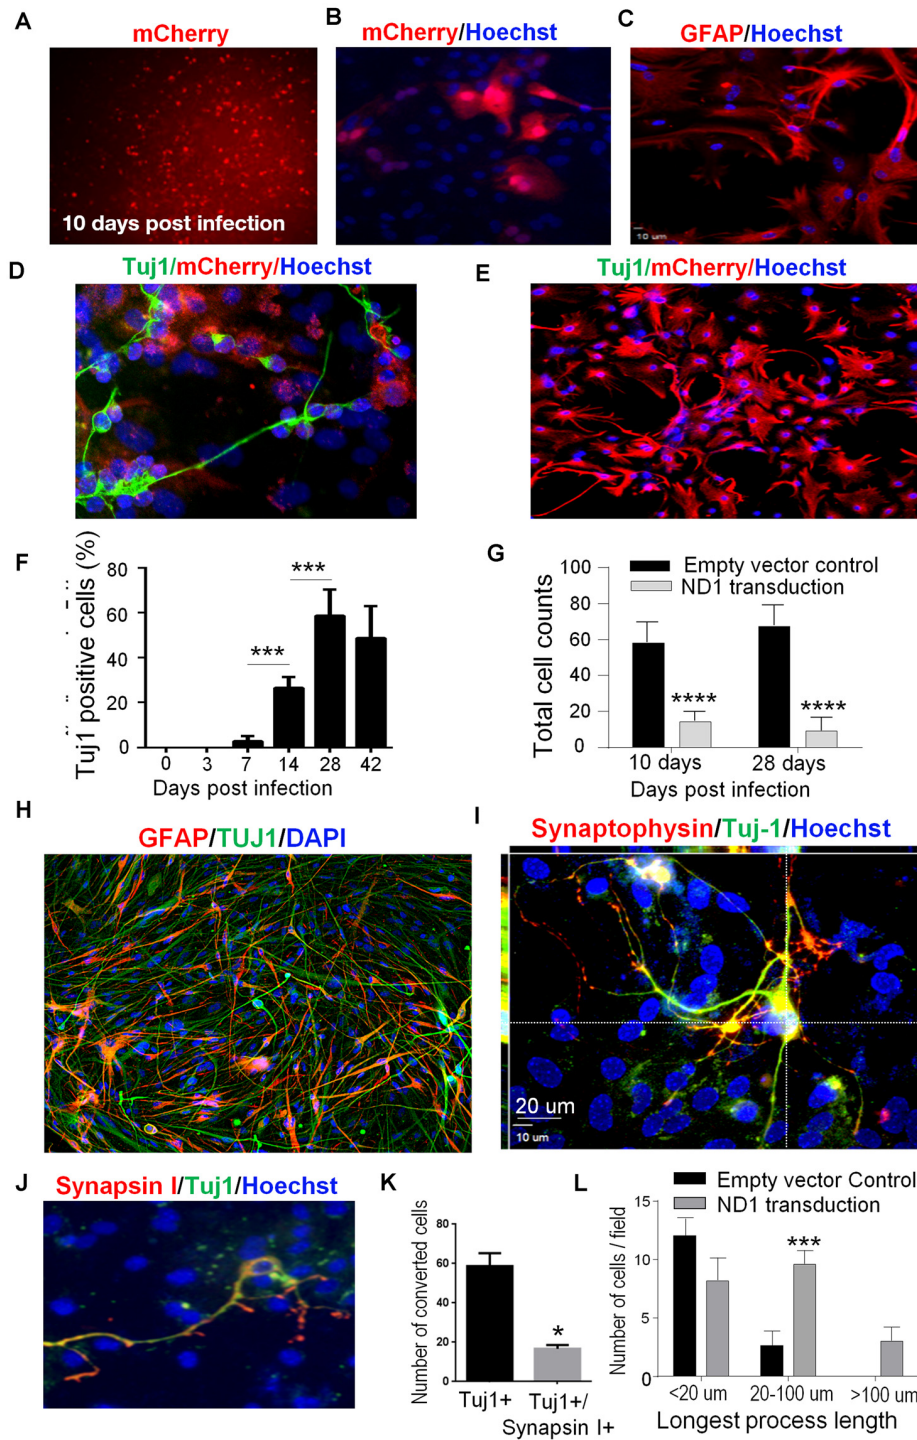 A
mCherry
10 days post infection
B
mCherry/Hoechst
C
GFAP/Hoechst
10 um
D
Tuj1/mCherry/Hoechst
E
Tuj1/mCherry/Hoechst
F
Tuj1 positive cells (%)
80
60
40
20
0
***
***
0 3 7 14 28 42
Days post infection
G
Empty vector control
ND1 transduction
Total cell counts
100
80
60
40
20
0
****
****
10 days 28 days
Days post infection
H
GFAP/TUJ1/DAPI
I
Synaptophysin/Tuj-1/Hoechst
20 um
10 um
J
Synapsin I/Tuj1/Hoechst
K
Number of converted cells
80
60
40
20
0
*
Tuj1+ Tuj1+/
Synapsin I+
L
Empty vector Control
ND1 transduction
Number of cells / field
15
10
5
0
***
<20 um 20-100 um >100 um
Longest process length